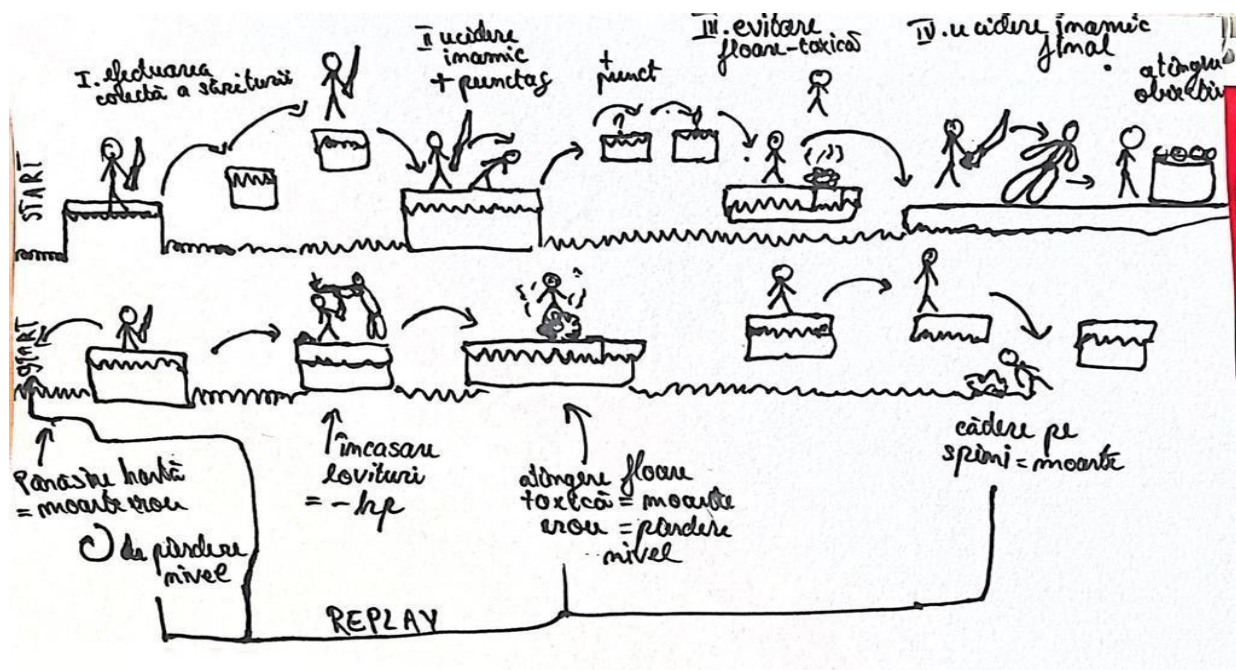 START
I. efectuarea
corectă a săriturii
II ucidere
inamic
+ punctaj
+
punct
III. evitare
floare-toxică
IV. ucidere inamic
final
atingere
obiectiv
START
Părăsire hartă
= moarte erou
de pierdere
nivel
încasare
lovituri
= - hp
atingere floare
toxică = moarte
erou = pierdere
nivel
cădere pe
spini = moarte
REPLAY